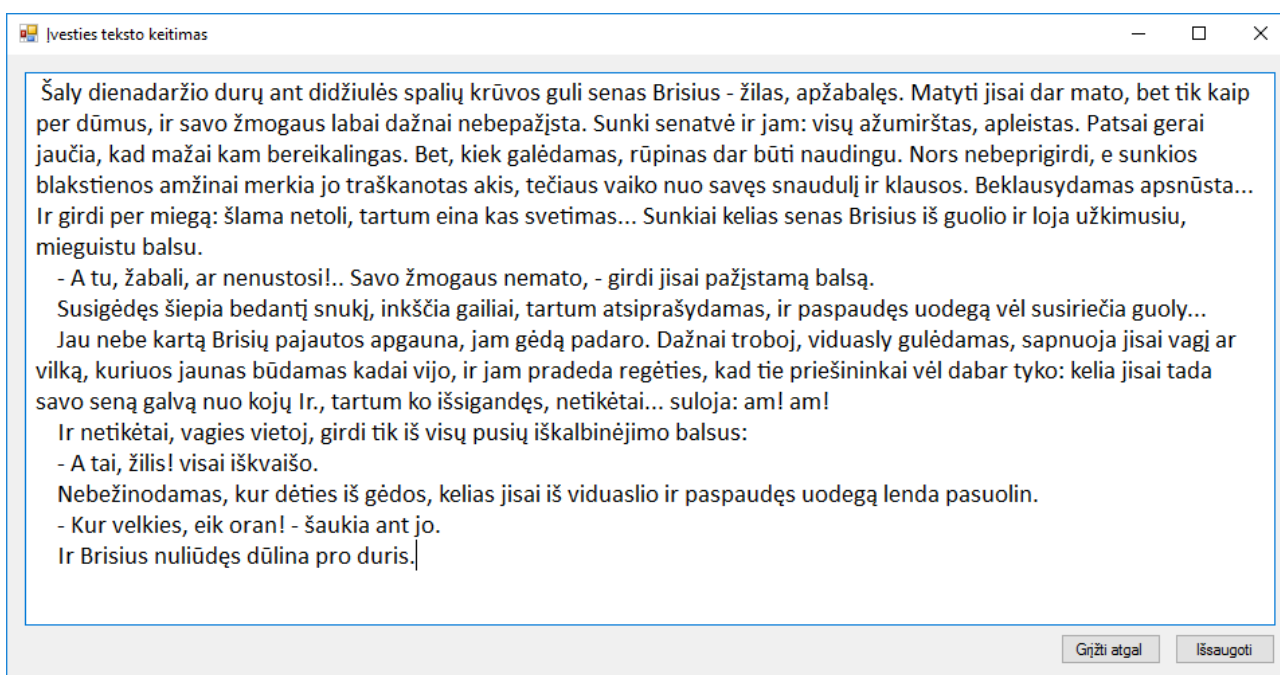 Įvesties teksto keitimas
Šaly dienadaržio durų ant didžiulės spalių krūvos guli senas Brisius - žilas, apžabalęs. Matyti jisai dar mato, bet tik kaip
per dūmus, ir savo žmogaus labai dažnai nebepažįsta. Sunki senatvė ir jam: visų ažumirštas, apleistas. Patsai gerai
jaučia, kad mažai kam bereikalingas. Bet, kiek galėdamas, rūpinas dar būti naudingu. Nors nebeprigirdi, e sunkios
blakstienos amžinai merkia jo traškanotas akis, tečiaus vaiko nuo savęs snaudulį ir klausos. Beklausydamas apsnūsta...
Ir girdi per miegą: šlama netoli, tartum eina kas svetimas... Sunkiai kelias senas Brisius iš guolio ir loja užkimusiu,
mieguistu balsu.
- A tu, žabali, ar nenustosi!.. Savo žmogaus nemato, - girdi jisai pažįstamą balsą.
Susigėdęs šiepia bedantį snukį, inkščia gailiai, tartum atsiprašydamas, ir paspaudęs uodegą vėl susiriečia guoly...
Jau nebe kartą Brisių pajautos apgauna, jam gėdą padaro. Dažnai troboj, viduasly gulėdamas, sapnuoja jisai vagį ar
vilką, kuriuos jaunas būdamas kadai vijo, ir jam pradeda regėties, kad tie priešininkai vėl dabar tyko: kelia jisai tada
savo seną galvą nuo kojų Ir., tartum ko išsigandęs, netikėtai... suloja: am! am!
Ir netikėtai, vagies vietoj, girdi tik iš visų pusių iškalbinėjimo balsus:
- A tai, žilis! visai iškvaišo.
Nebežinodamas, kur dėties iš gėdos, kelias jisai iš viduaslio ir paspaudęs uodegą lenda pasuolin.
- Kur velkies, eik oran! - šaukia ant jo.
Ir Brisius nuliūdęs dūlina pro duris.
Grįžti atgal
Išsaugoti